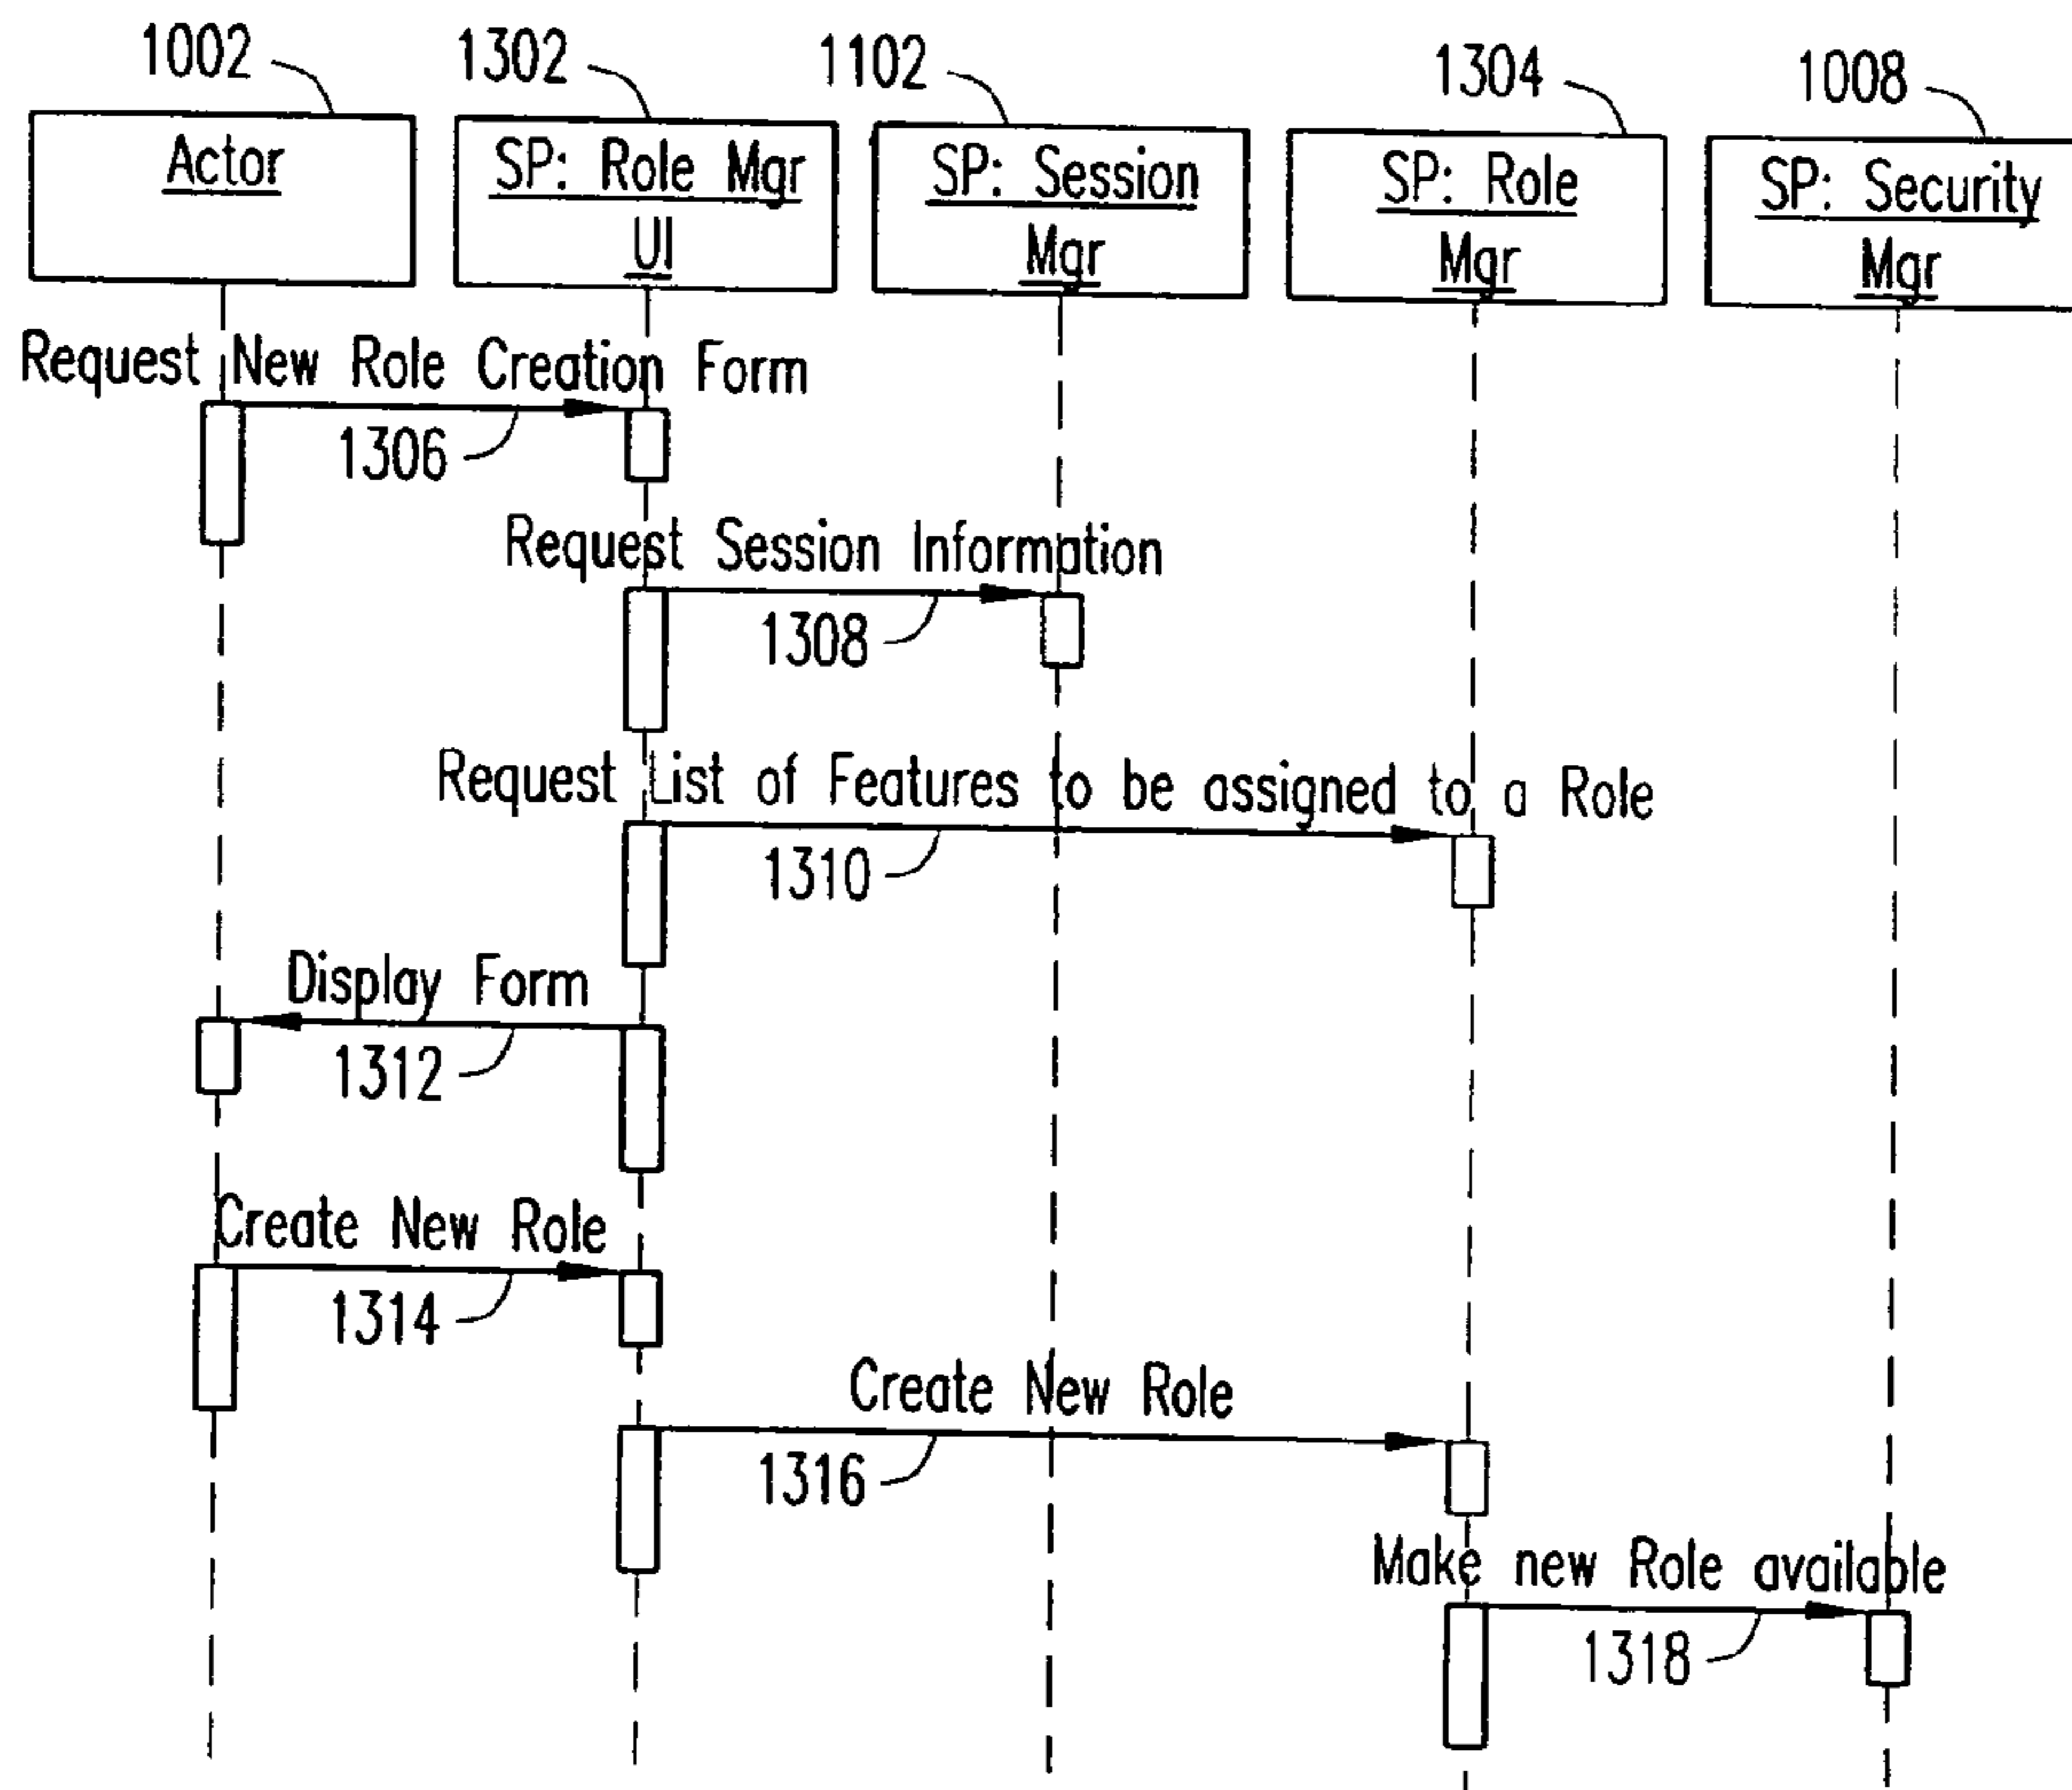 1002
1302
1102
1304
1008
Actor
SP: Role Mgr
UI
SP: Session
Mgr
SP: Role
Mgr
SP: Security
Mgr
Request New Role Creation Form
1306
Request Session Information
1308
Request List of Features to be assigned to a Role
1310
Display Form
1312
Create New Role
1314
Create New Role
1316
Make new Role available
1318